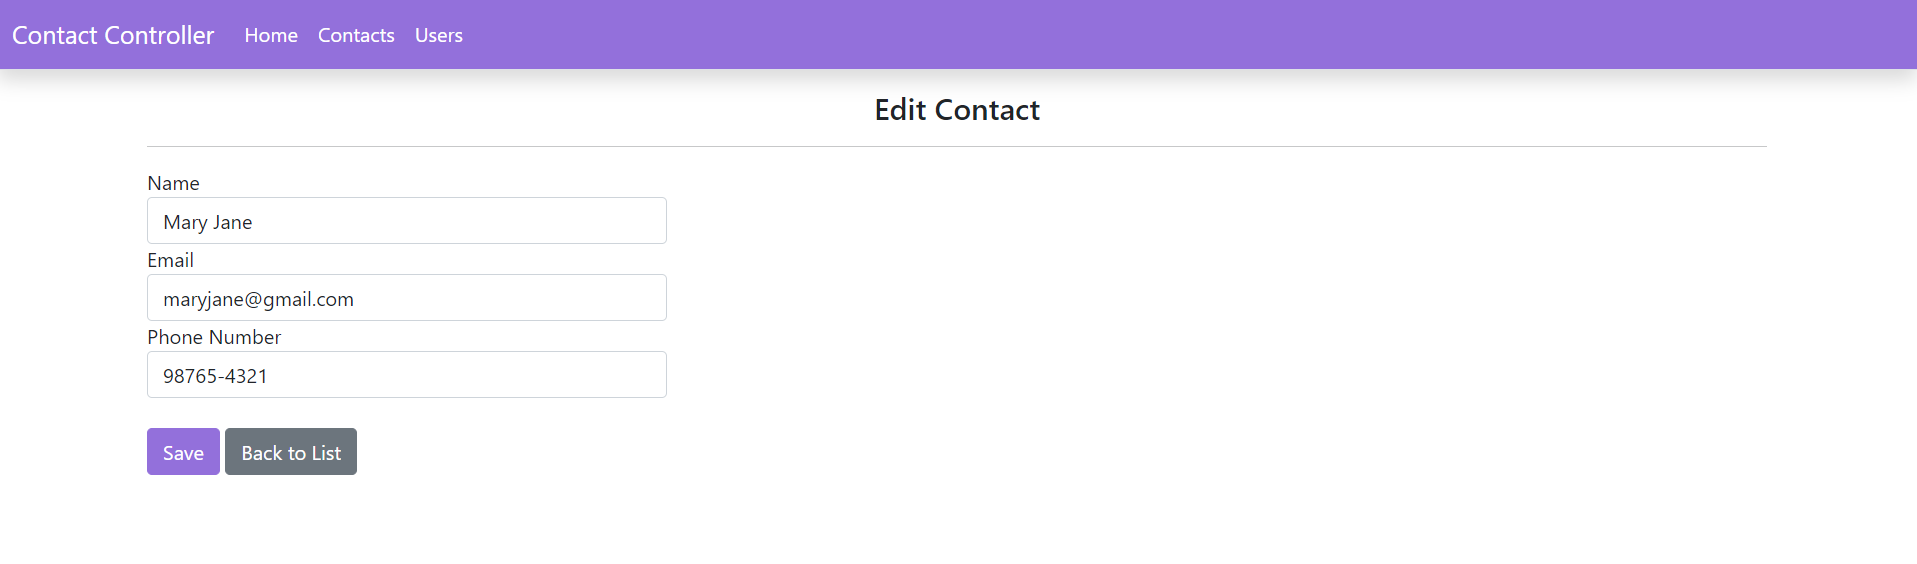 Contact Controller Home Contacts Users
Edit Contact
Name
Mary Jane
Email
maryjane@gmail.com
Phone Number
98765-4321
Save Back to List